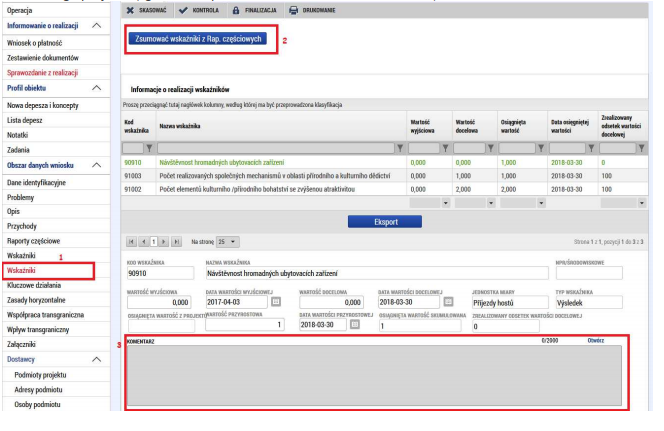 Operacja
Informowanie o realizacji
Wniosek o płatność
Zestawienie dokumentów
Sprawozdanie z realizacji
Profil obiektu
Nowa depesza i koncepty
Lista depesz
Notatki
Zadania
Obszar danych wniosku
Dane identyfikacyjne
Problemy
Opis
Przychody
Raporty częściowe
Wskaźniki 1
Wskaźniki
Kluczowe działania
Zasady horyzontalne
Współpraca transgraniczna
Wpływ transgraniczny
Załączniki
Dostawcy
Podmioty projektu
Adresy podmiotu
Osoby podmiotu
SKASOWAĆ KONTROLA FINALIZACJA DRUKOWANIE
Zsumować wskaźniki z Rap. częściowych 2
Informacje o realizacji wskaźników
Proszę przeciągnąć tutaj nagłówek kolumny, według której ma być przeprowadzona klasyfikacja
Kod wskaźnika Nazwa wskaźnika Wartość wyjściowa Wartość docelowa Osiągnięta wartość Data osiągniętej wartości Zrealizowany odsetek wartości docelowej
90910 Návštěvnost hromadných ubytovacích zařízení 0,000 0,000 1,000 2018-03-30 0
91003 Počet realizovaných společných mechanismů v oblasti přírodního a kulturního dědictví 0,000 1,000 1,000 2018-03-30 100
91002 Počet elementů kulturního /přírodního bohatství se zvýšenou atraktivitou 0,000 2,000 2,000 2018-03-30 100
Eksport
1 Na stronę 25 Strona 1 z 1, pozycji 1 do 3 z 3
KOD WSKAŹNIKA NAZWA WSKAŹNIKA NPR/ŚRODOWISKOWE
90910 Návštěvnost hromadných ubytovacích zařízení
WARTOŚĆ WYJŚCIOWA DATA WARTOŚCI WYJŚCIOWEJ WARTOŚĆ DOCELOWA DATA WARTOŚCI DOCELOWEJ JEDNOSTKA MIARY TYP WSKAŹNIKA
0,000 2017-04-03 0,000 2018-03-30 Příjezdy hostů Výsledek
OSIĄGNIĘTA WARTOŚĆ Z PROJEKTU WARTOŚĆ PRZYROSTOWA DATA WARTOŚCI PRZYROSTOWEJ OSIĄGNIĘTA WARTOŚĆ SKUMULOWANA ZREALIZOWANY ODSETEK WARTOŚCI DOCELOWEJ
1 2018-03-30 1 0
3 KOMENTARZ 0/2000 Otwórz